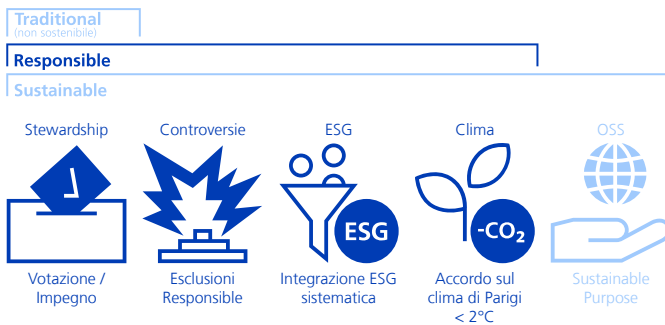 Traditional
(non sostenibile)
Responsible
Sustainable
Stewardship
Controversie
ESG
Clima
OSS
ESG
-CO₂
Votazione /
Impegno
Esclusioni
Responsible
Integrazione ESG
sistematica
Accordo sul
clima di Parigi
< 2°C
Sustainable
Purpose